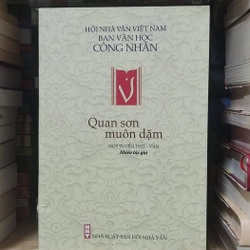 HỘI NHÀ VĂN VIỆT NAM
BAN VĂN HỌC
CÔNG NHÂN
Quan sơn
muôn dặm
HỢP TUYỂN THƠ - VĂN
Nhiều tác giả
NHÀ XUẤT BẢN HỘI NHÀ VĂN